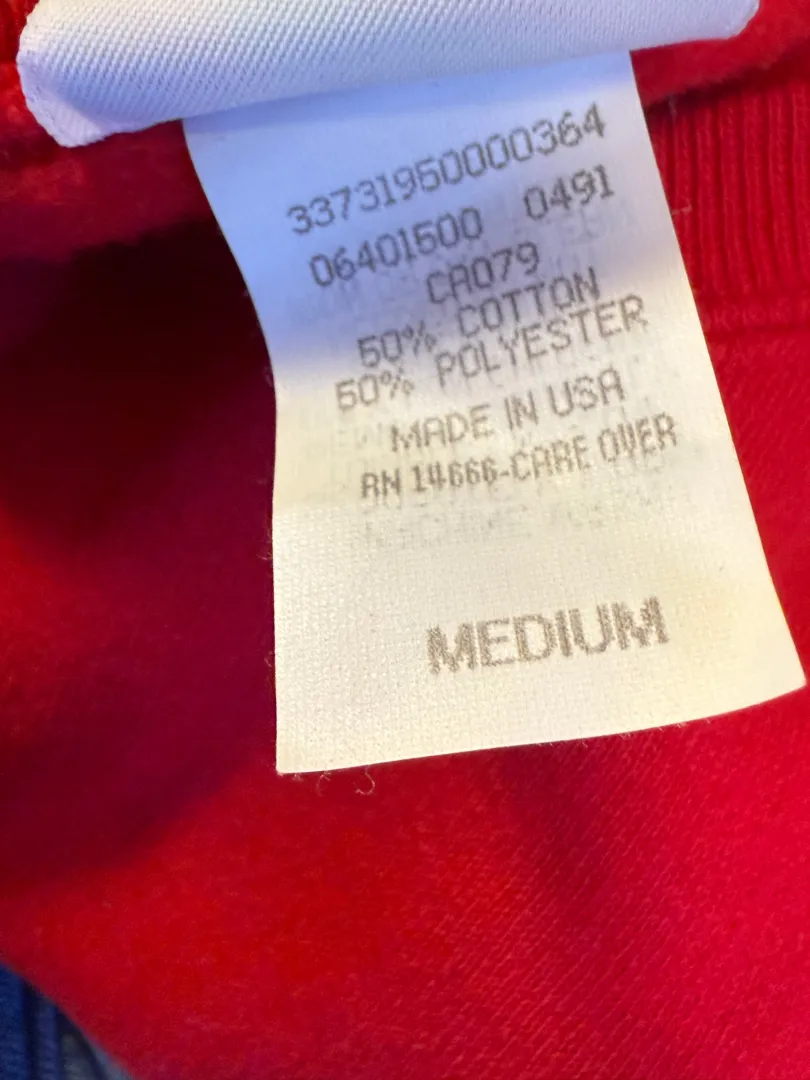 33731950000364
06401500 0491
CA079
50% COTTON
50% POLYESTER
MADE IN USA
RN 14666-CARE OVER
MEDIUM